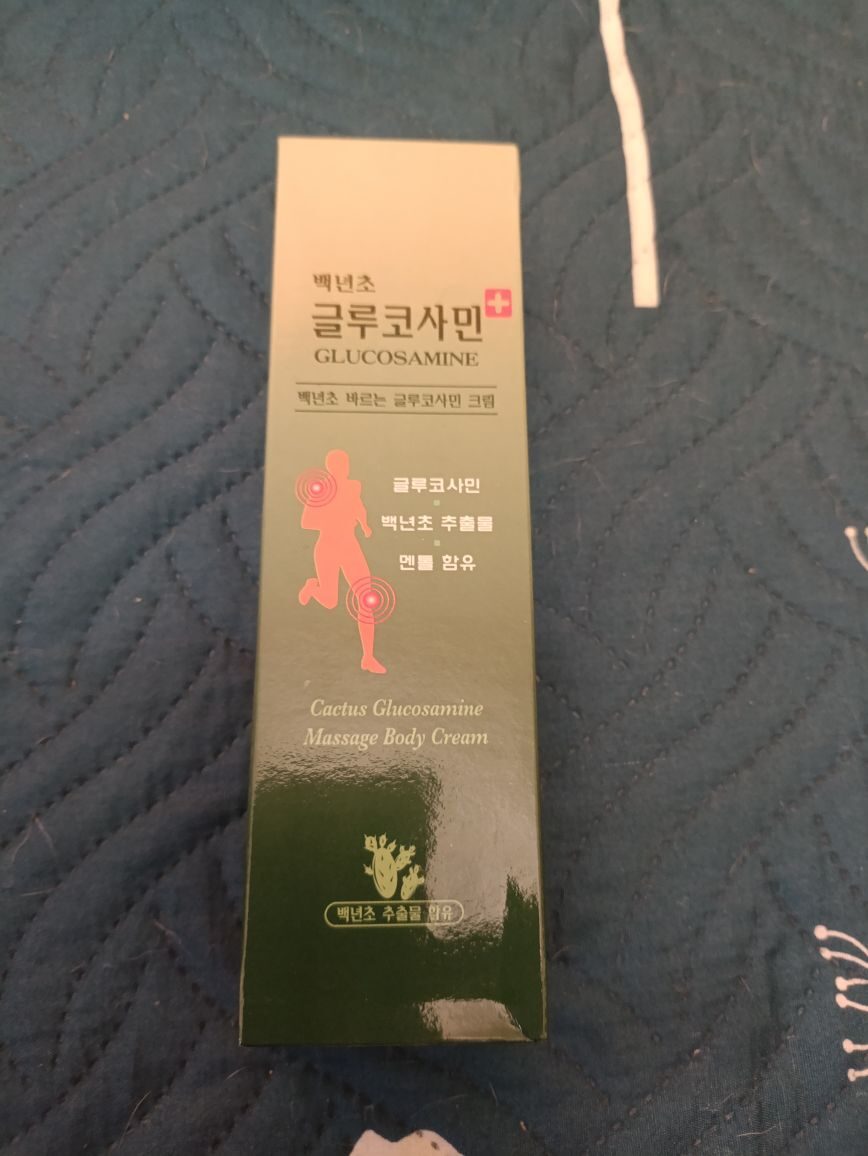 백년초
글루코사민
GLUCOSAMINE
백년초 바르는 글루코사민 크림
글루코사민
백년초 추출물
멘톨 함유
Cactus Glucosamine
Massage Body Cream
백년초 추출물 함유